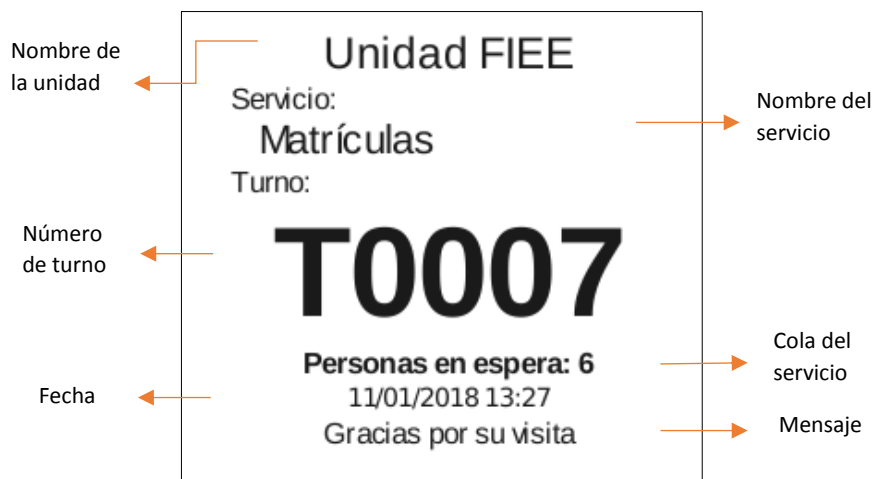 Nombre de
la unidad
Unidad FIEE
Servicio:
Matrículas
Turno:
Nombre del
servicio
Número
de turno
T0007
Personas en espera: 6
11/01/2018 13:27
Gracias por su visita
Cola del
servicio
Fecha
Mensaje